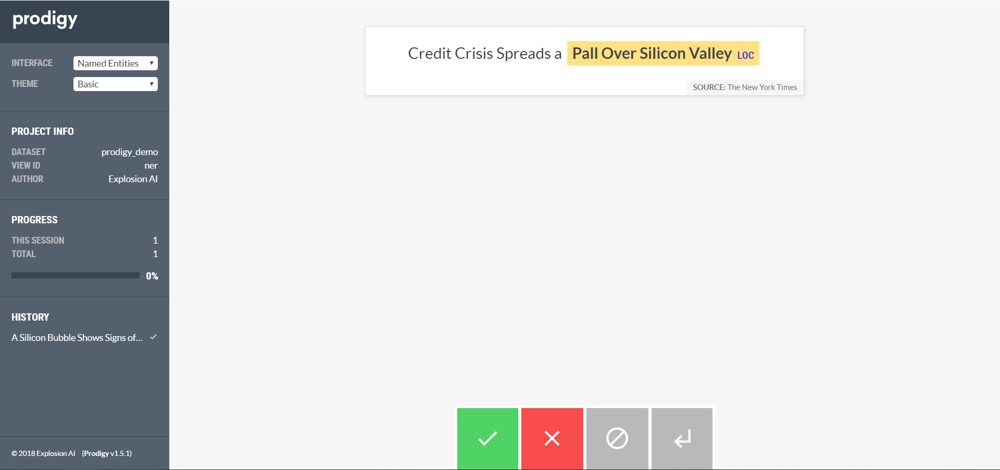 prodigy
INTERFACE Named Entities
THEME Basic
PROJECT INFO
DATASET prodigy_demo
VIEW ID ner
AUTHOR Explosion AI
PROGRESS
THIS SESSION 1
TOTAL 1
0%
HISTORY
A Silicon Bubble Shows Signs of...
© 2018 Explosion AI (Prodigy v1.5.1)
Credit Crisis Spreads a Pall Over Silicon Valley LOC
SOURCE: The New York Times